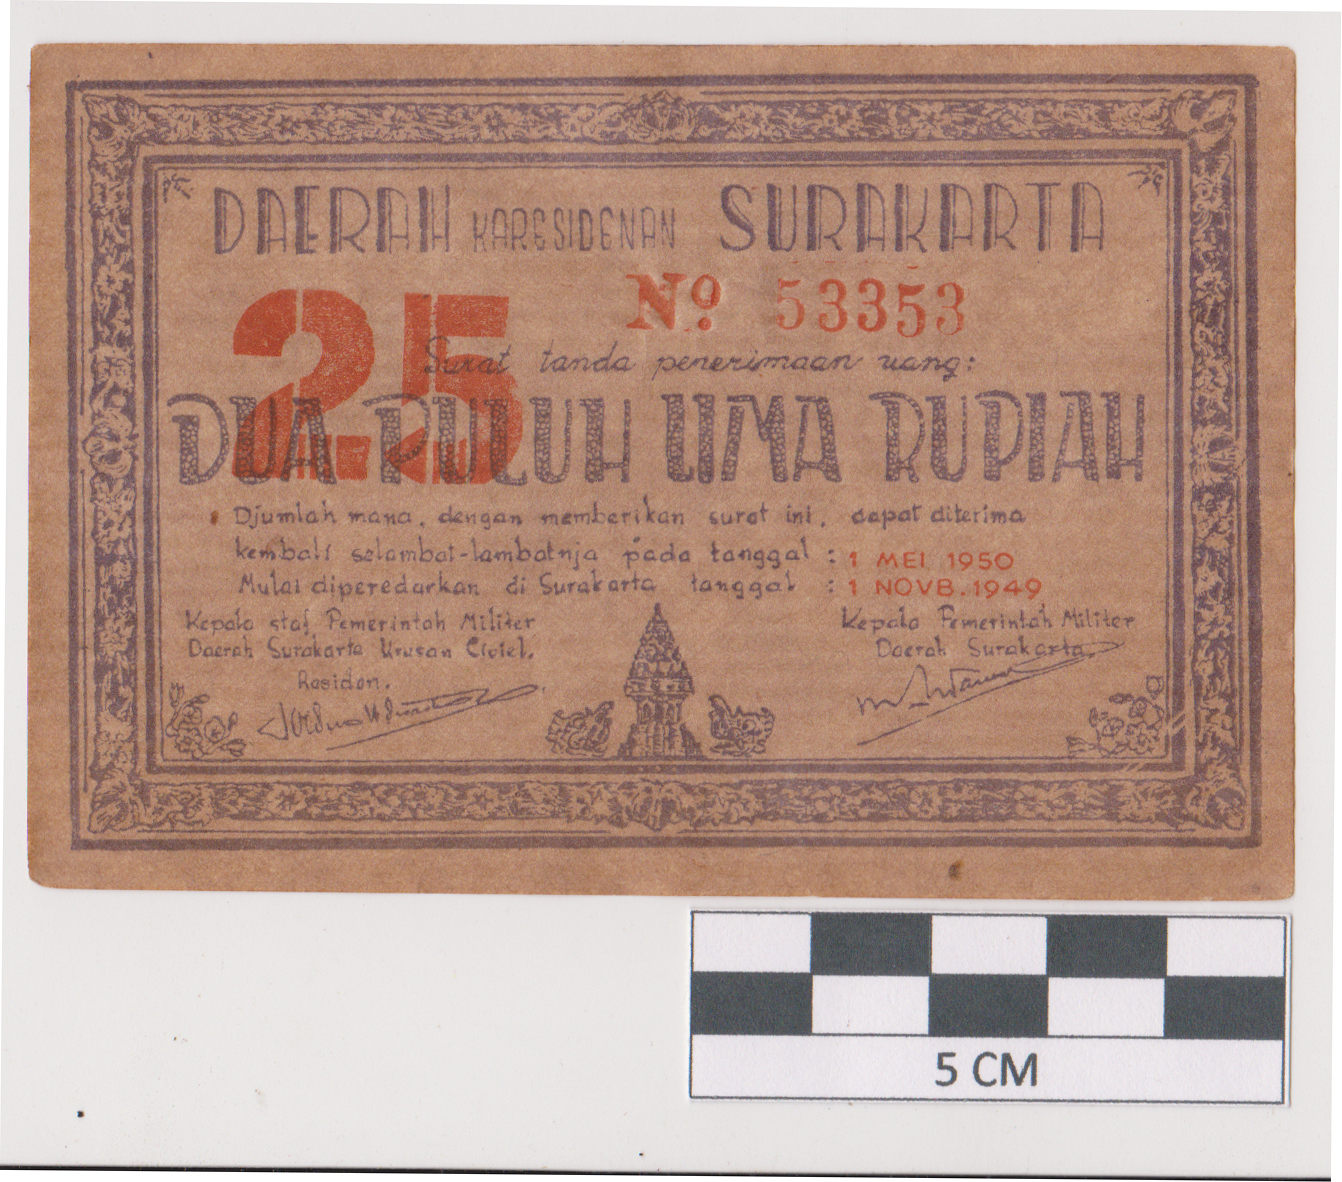 DAERAH KARESIDENAN SURAKARTA
25
Nº 53353
Surat tanda penerimaan uang:
DUA PULUH LIMA RUPIAH
Djumlah mana, dengan memberikan surat ini, dapat diterima
kembali selambat-lambatnja pada tanggal : 1 MEI 1950
Mulai diperedarkan di Surakarta tanggal : 1 NOVB. 1949
Kepala staf Pemerintah Militer
Daerah Surakarta Urusan Civiel.
Residen.
Kepala Pemerintah Militer
Daerah Surakarta
5 CM